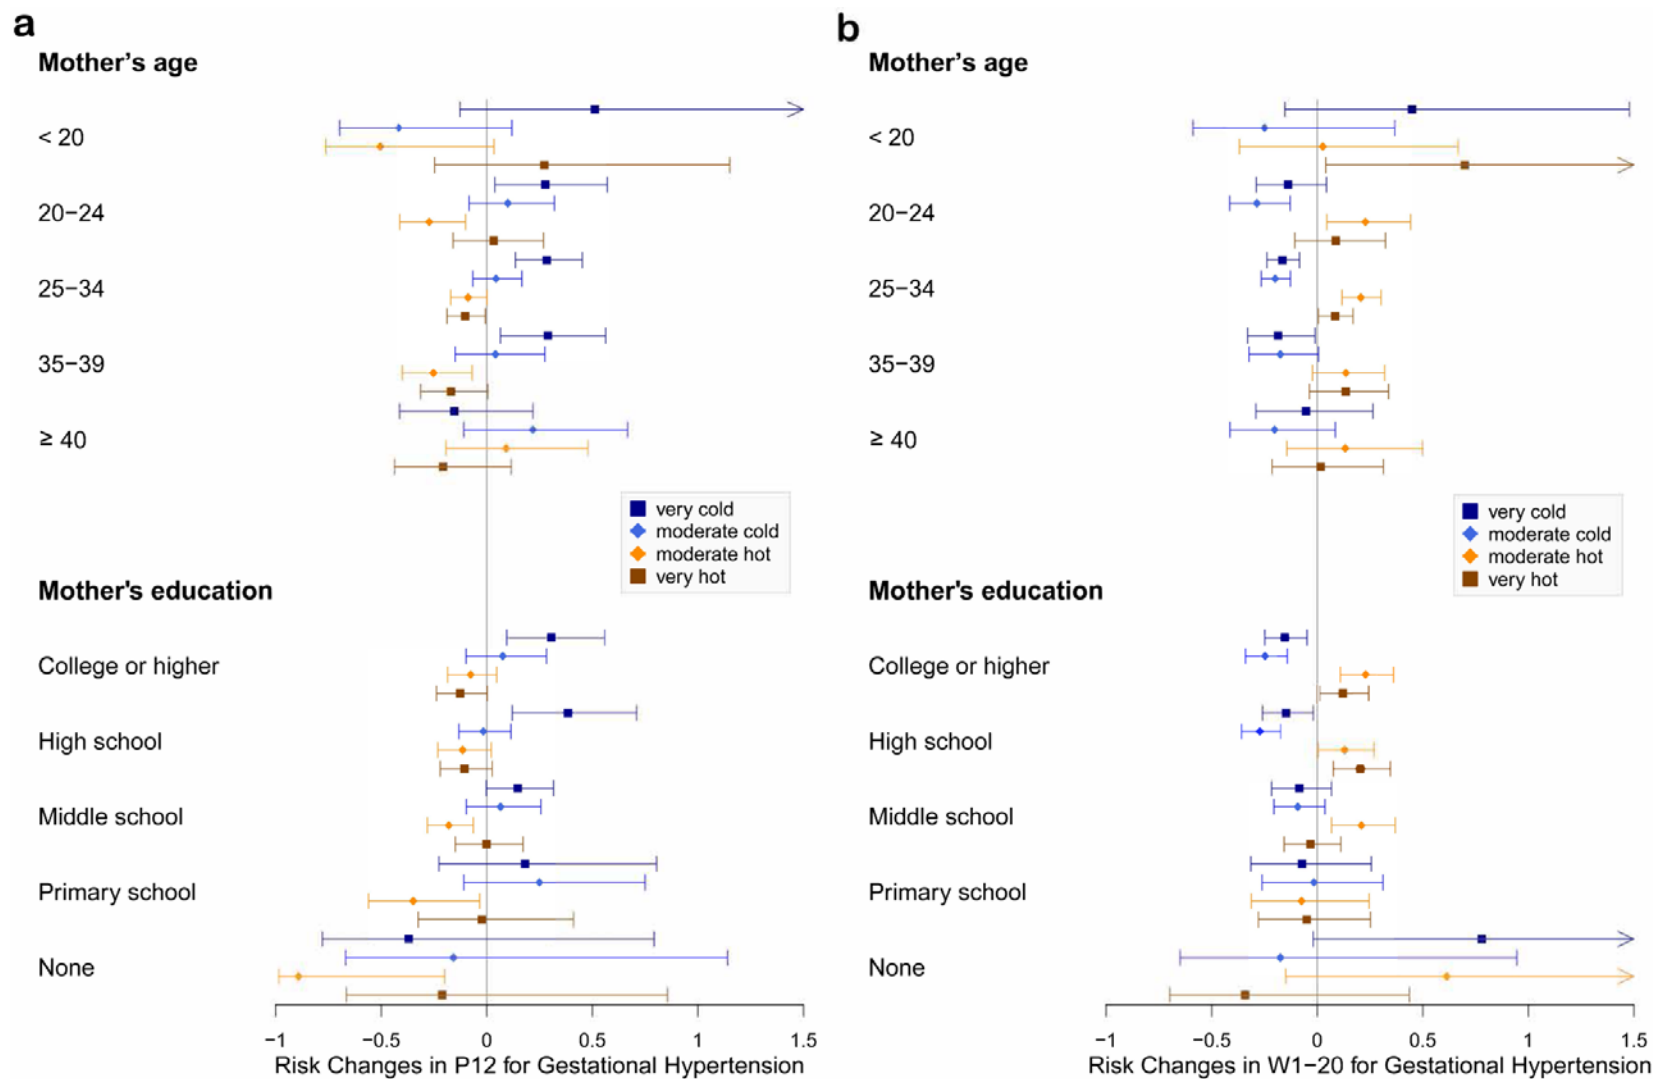 a
Mother’s age
< 20
20−24
25−34
35−39
≥ 40
very cold
moderate cold
moderate hot
very hot
Mother's education
College or higher
High school
Middle school
Primary school
None
−1 −0.5 0 0.5 1 1.5
Risk Changes in P12 for Gestational Hypertension
b
Mother’s age
< 20
20−24
25−34
35−39
≥ 40
very cold
moderate cold
moderate hot
very hot
Mother's education
College or higher
High school
Middle school
Primary school
None
−1 −0.5 0 0.5 1 1.5
Risk Changes in W1−20 for Gestational Hypertension